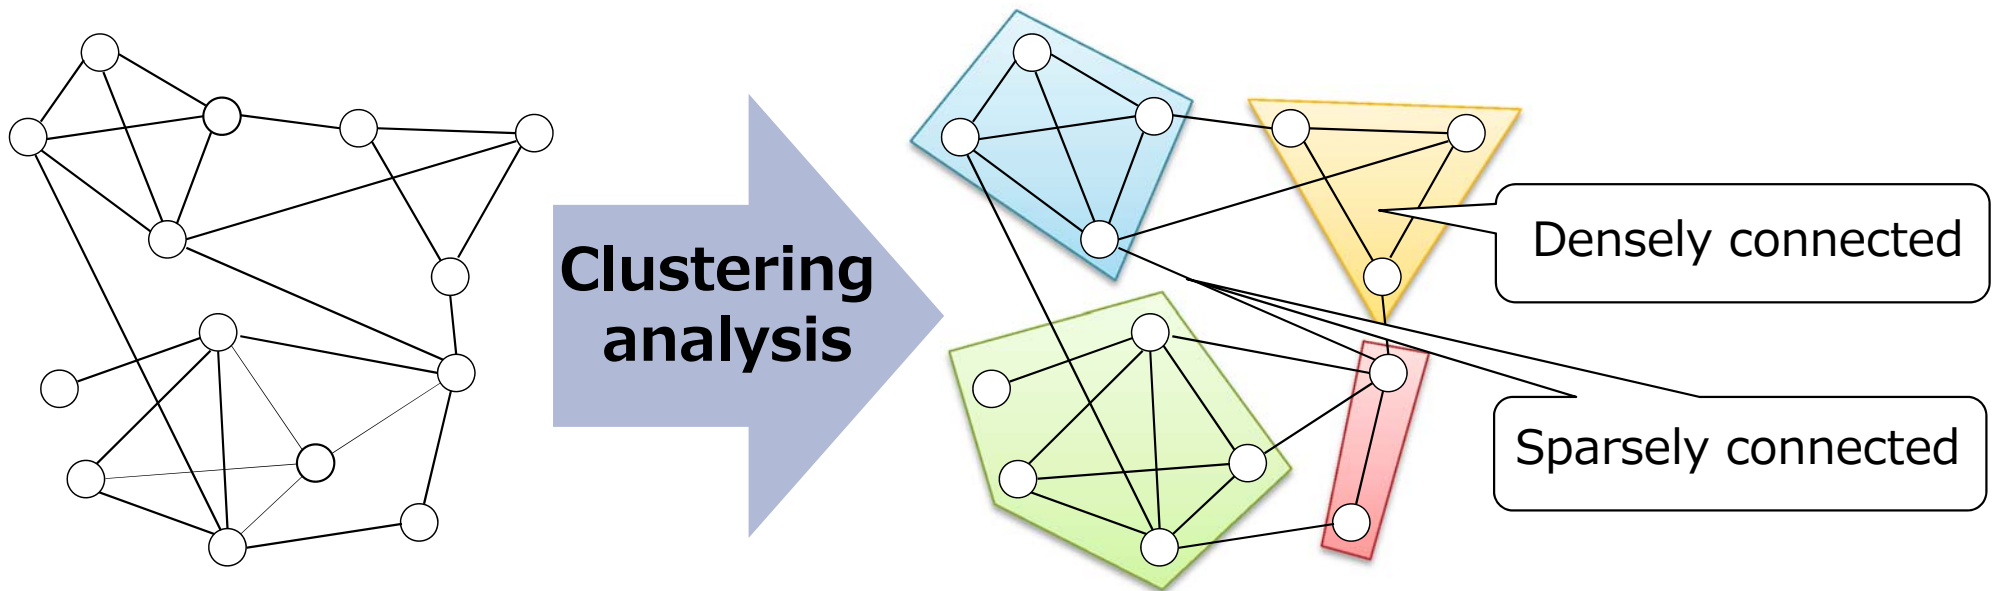 Clustering
analysis
Densely connected
Sparsely connected